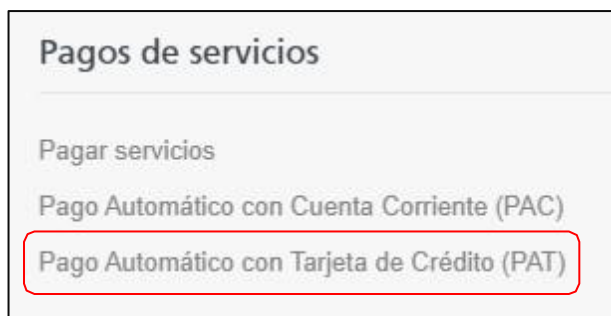 Pagos de servicios
Pagar servicios
Pago Automático con Cuenta Corriente (PAC)
Pago Automático con Tarjeta de Crédito (PAT)